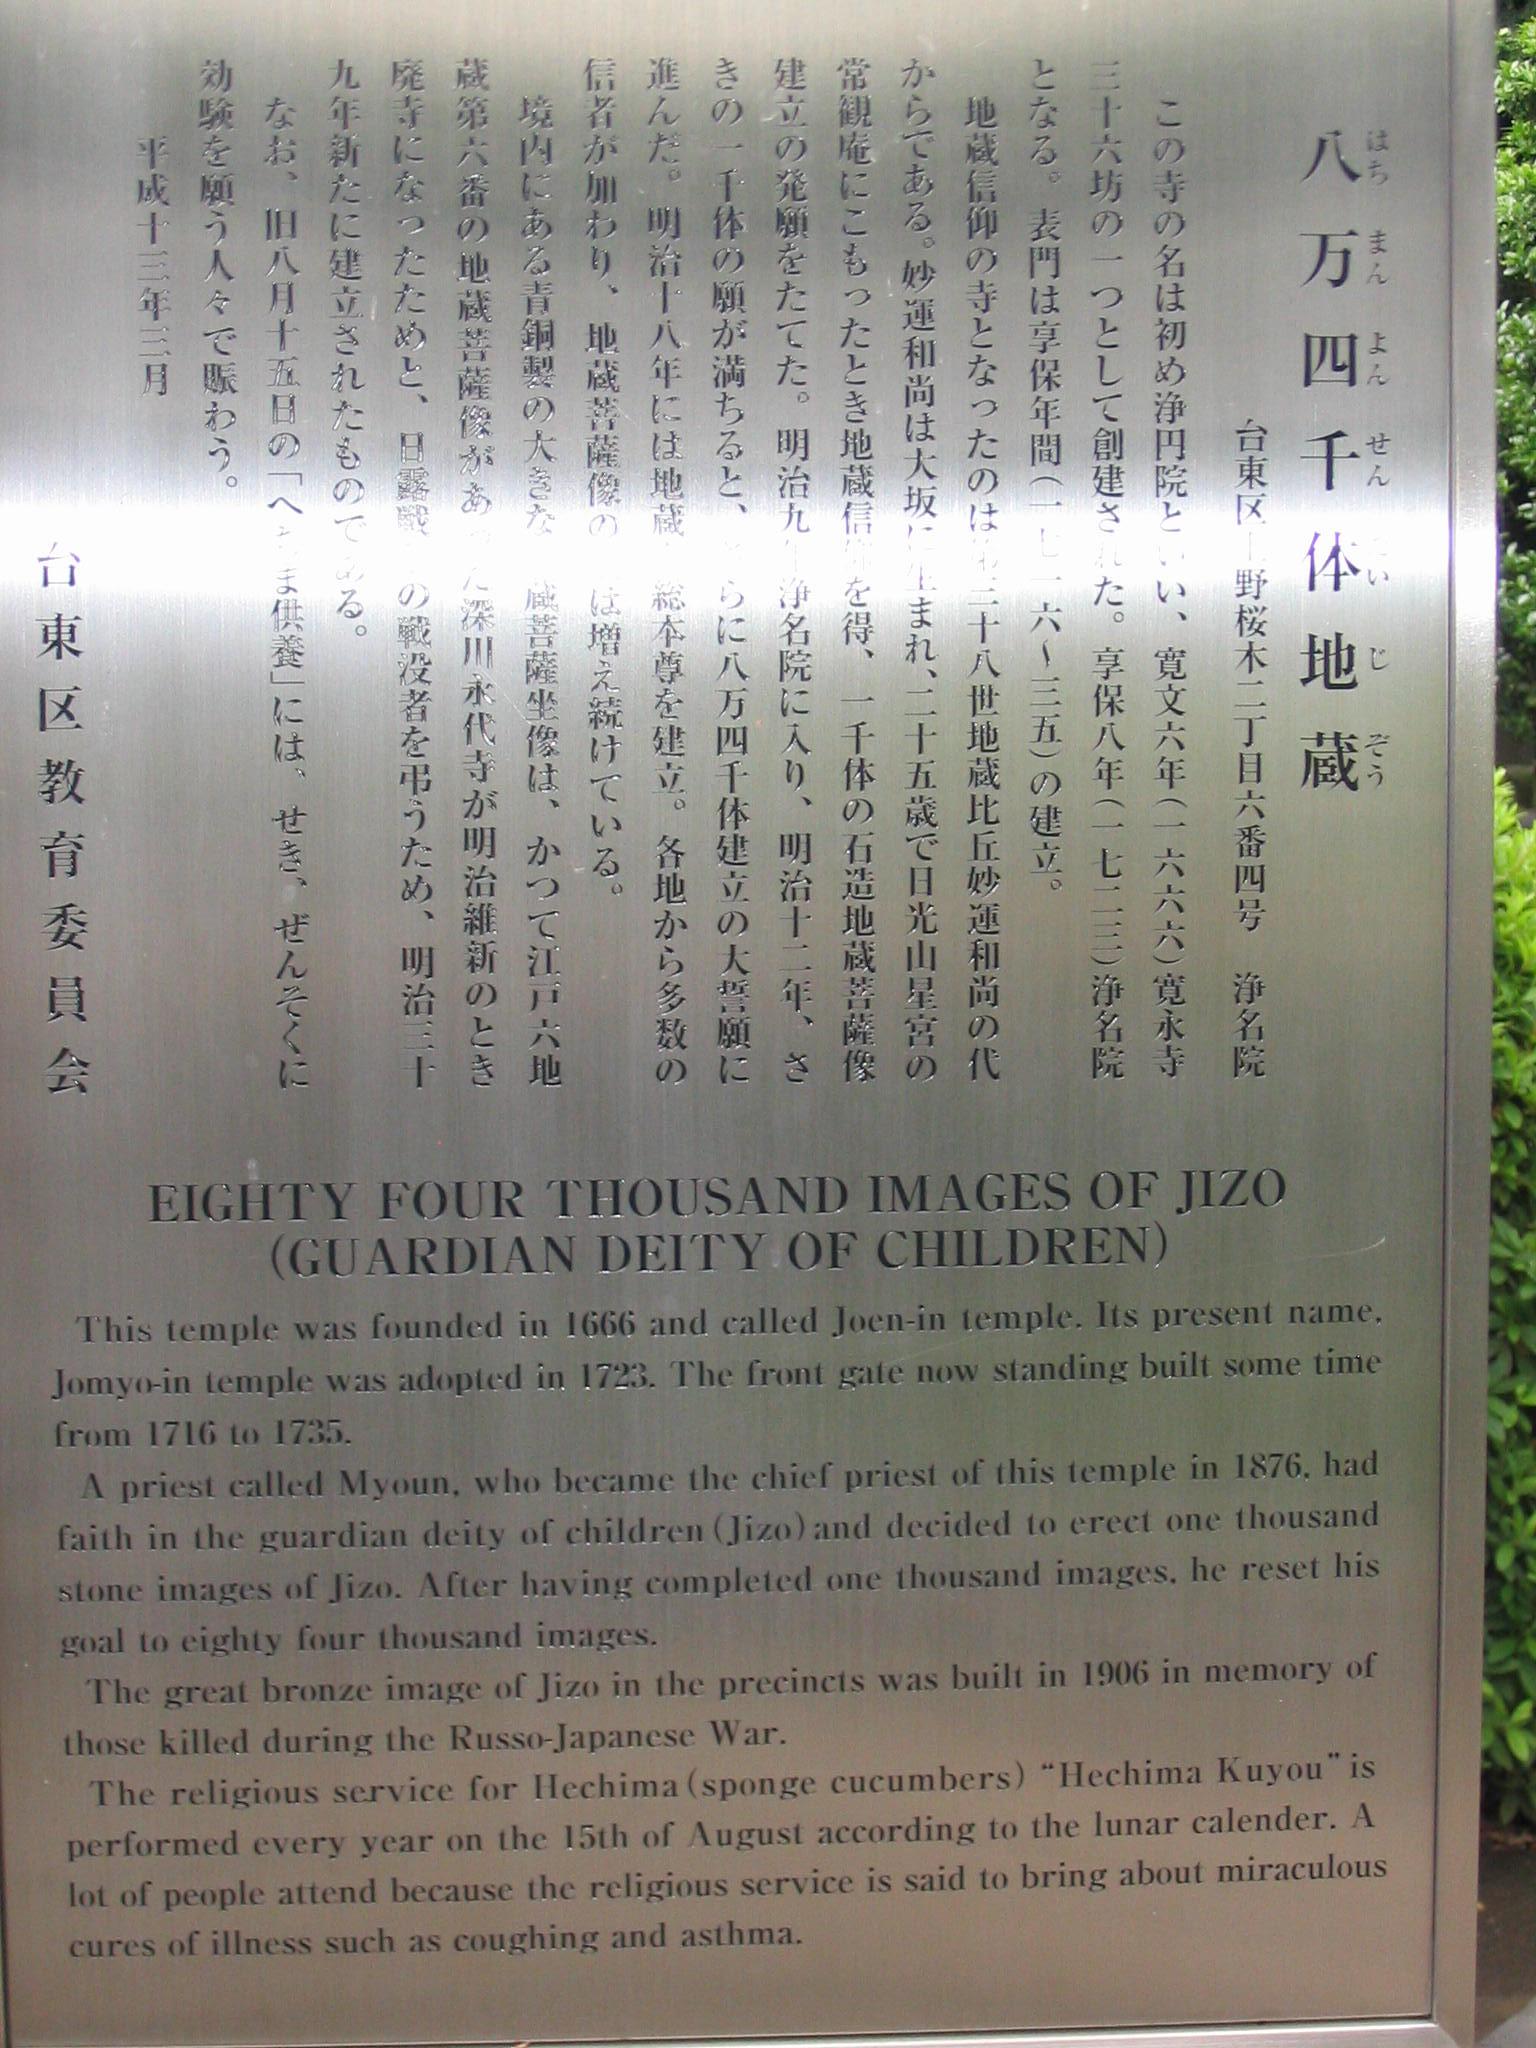 八万四千体地蔵
はちまんよんせんたいじぞう
台東区上野桜木二丁目六番四号 浄名院
この寺の名は初め浄円院といい、寛文六年(一六六六)寛永寺
三十六坊の一つとして創建された。享保八年(一七二三)浄名院
となる。表門は享保年間(一七一六〜三五)の建立。
地蔵信仰の寺となったのは第三十八世地蔵比丘妙運和尚の代
からである。妙運和尚は大坂に生まれ、二十五歳で日光山星宮の
常観庵にこもったとき地蔵信仰を得、一千体の石造地蔵菩薩像
建立の発願をたてた。明治九年浄名院に入り、明治十二年、さ
きの一千体の願が満ちると、さらに八万四千体建立の大誓願に
進んだ。明治十八年には地蔵 総本尊を建立。各地から多数の
信者が加わり、地蔵菩薩像の は増え続けている。
境内にある青銅製の大きな 蔵菩薩坐像は、かつて江戸六地
蔵第六番の地蔵菩薩像があった深川永代寺が明治維新のとき
廃寺になったためと、日露戦 の戦没者を弔うため、明治三十
九年新たに建立されたものである。
なお、旧八月十五日の「へちま供養」には、せき、ぜんそくに
効験を願う人々で賑わう。
平成十三年三月
台東区教育委員会
EIGHTY FOUR THOUSAND IMAGES OF JIZO
(GUARDIAN DEITY OF CHILDREN)
This temple was founded in 1666 and called Joen-in temple. Its present name,
Jomyo-in temple was adopted in 1723. The front gate now standing built some time
from 1716 to 1735.
A priest called Myoun, who became the chief priest of this temple in 1876, had
faith in the guardian deity of children (Jizo) and decided to erect one thousand
stone images of Jizo. After having completed one thousand images, he reset his
goal to eighty four thousand images.
The great bronze image of Jizo in the precincts was built in 1906 in memory of
those killed during the Russo-Japanese War.
The religious service for Hechima (sponge cucumbers) “Hechima Kuyou” is
performed every year on the 15th of August according to the lunar calender. A
lot of people attend because the religious service is said to bring about miraculous
cures of illness such as coughing and asthma.